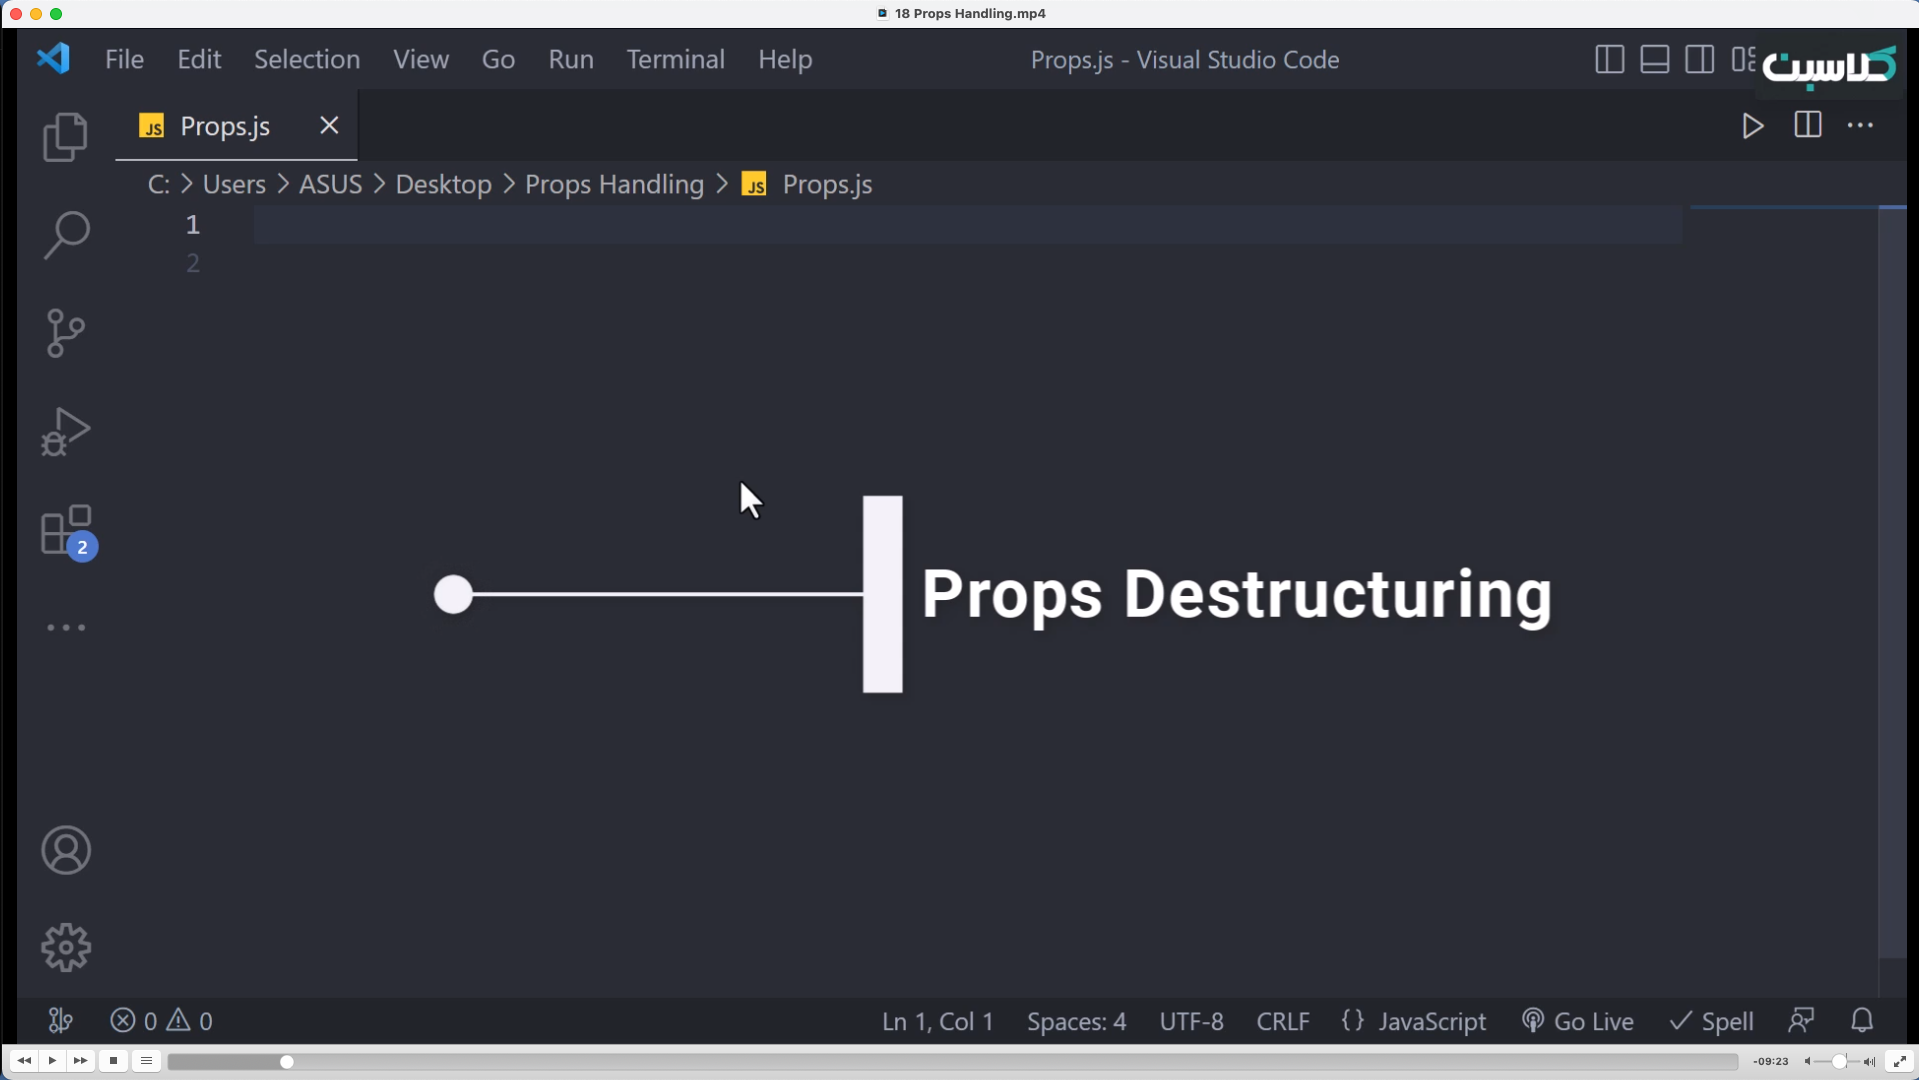 18 Props Handling.mp4
File Edit Selection View Go Run Terminal Help Props.js - Visual Studio Code
کلاسیت
JS Props.js
C: > Users > ASUS > Desktop > Props Handling > JS Props.js
1
2
Props Destructuring
2
0 0 Ln 1, Col 1 Spaces: 4 UTF-8 CRLF {} JavaScript Go Live Spell
-09:23